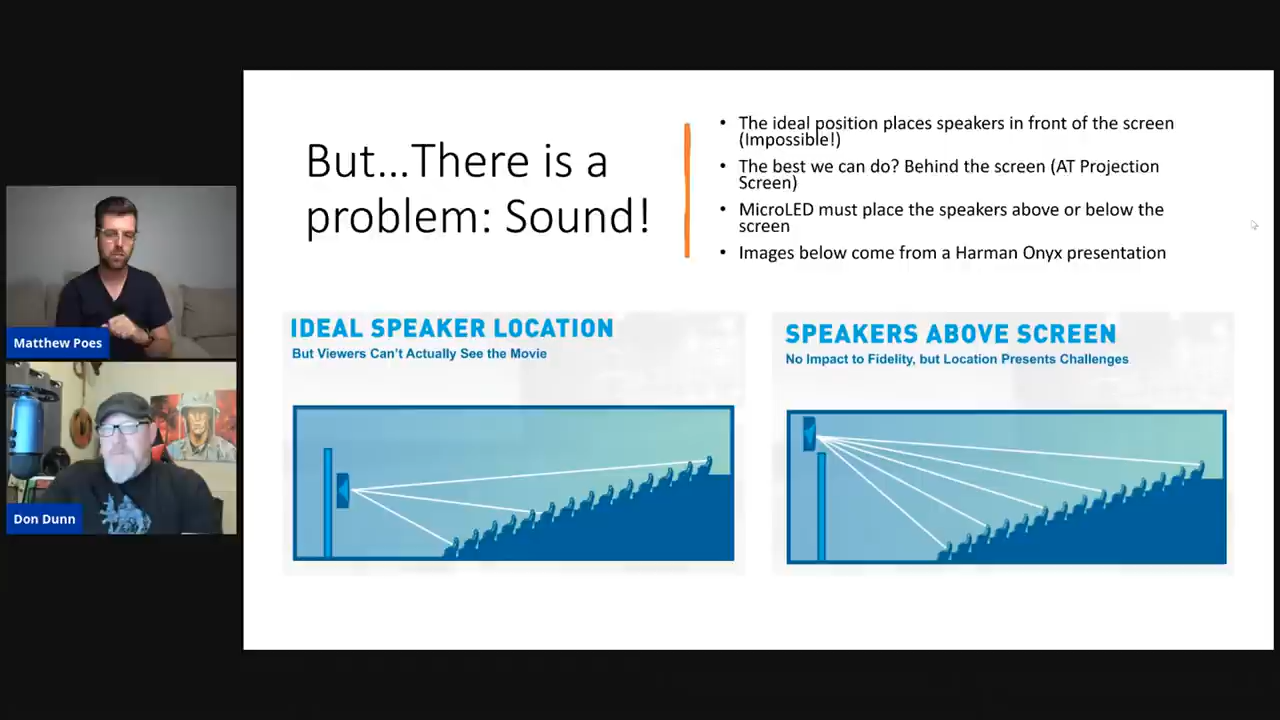 But...There is a
problem: Sound!
• The ideal position places speakers in front of the screen
(Impossible!)
• The best we can do? Behind the screen (AT Projection
Screen)
• MicroLED must place the speakers above or below the
screen
• Images below come from a Harman Onyx presentation
Matthew Poes
Don Dunn
IDEAL SPEAKER LOCATION
But Viewers Can't Actually See the Movie
SPEAKERS ABOVE SCREEN
No Impact to Fidelity, but Location Presents Challenges